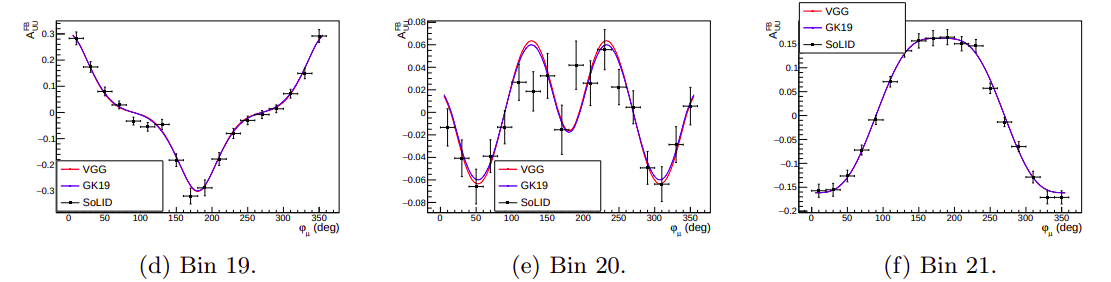 A_UU^FB
0.3
0.2
0.1
0
−0.1
−0.2
−0.3
VGG
GK19
SoLID
0 50 100 150 200 250 300 350
φ_μ (deg)
(d) Bin 19.
A_UU^FB
0.08
0.06
0.04
0.02
0
−0.02
−0.04
−0.06
−0.08
VGG
GK19
SoLID
0 50 100 150 200 250 300 350
φ_μ (deg)
(e) Bin 20.
A_UU^FB
VGG
GK19
SoLID
0.15
0.1
0.05
0
−0.05
−0.1
−0.15
−0.2
0 50 100 150 200 250 300 350
φ_μ (deg)
(f) Bin 21.